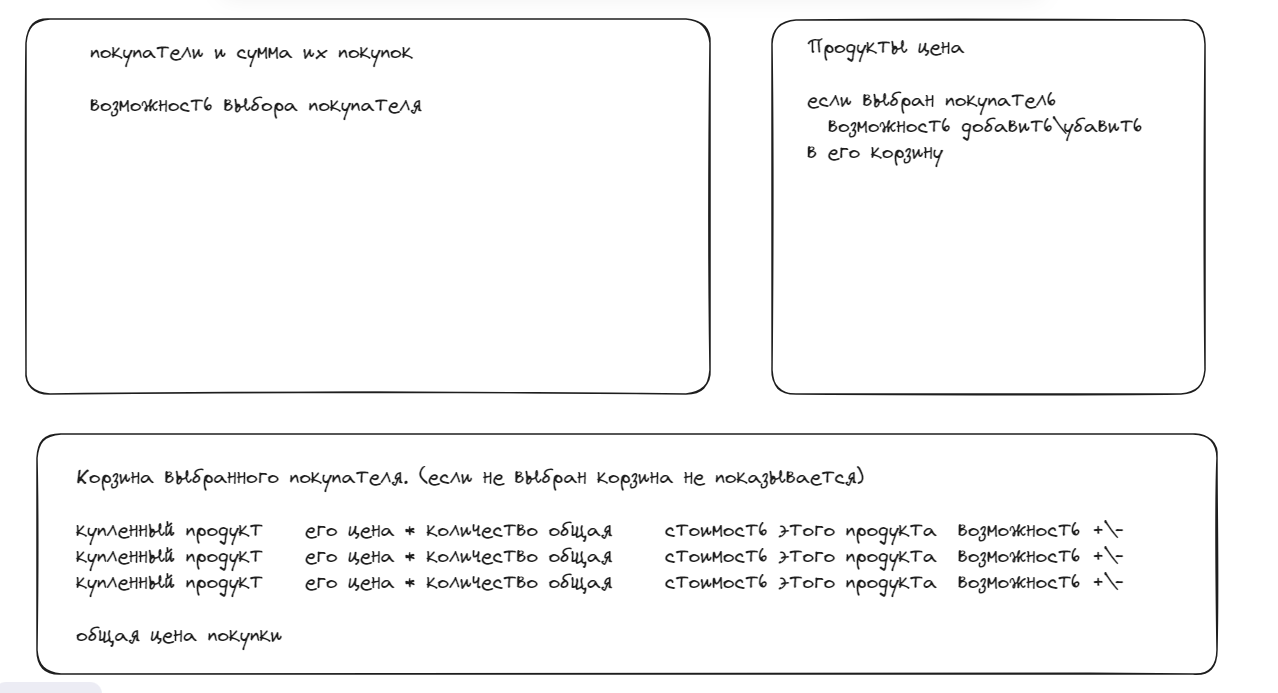 покупатели и сумма их покупок
возможность выбора покупателя
Продукты цена
если выбран покупатель
возможность добавить\убавить
в его корзину
Корзина выбранного покупателя. (если не выбран корзина не показывается)
купленный продукт его цена * количество общая стоимость этого продукта возможность +\-
купленный продукт его цена * количество общая стоимость этого продукта возможность +\-
купленный продукт его цена * количество общая стоимость этого продукта возможность +\-
общая цена покупки